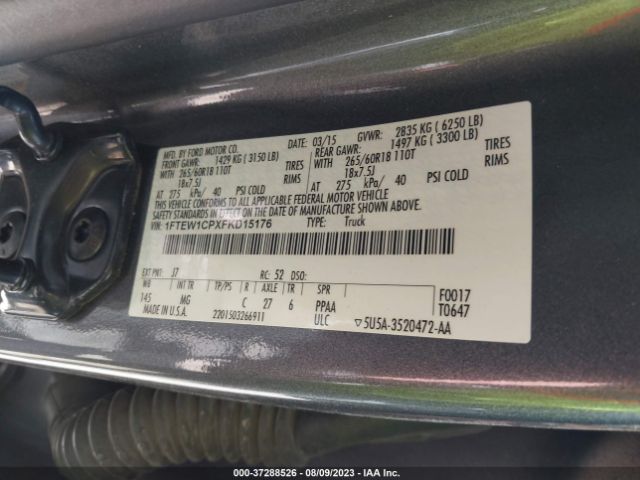 MFD. BY FORD MOTOR CO.
DATE: 03/15 GVWR: 2835 KG ( 6250 LB)
FRONT GAWR: 1429 KG ( 3150 LB)
REAR GAWR: 1497 KG ( 3300 LB)
WITH 265/60R18 110T TIRES
WITH 265/60R18 110T TIRES
18x7.5J RIMS
18x7.5J RIMS
AT 275 kPa/ 40 PSI COLD
AT 275 kPa/ 40 PSI COLD
THIS VEHICLE CONFORMS TO ALL APPLICABLE FEDERAL MOTOR VEHICLE
SAFETY STANDARDS IN EFFECT ON THE DATE OF MANUFACTURE SHOWN ABOVE.
VIN: 1FTEW1CPXFKD15176
TYPE: Truck
EXT PNT: J7 RC: 52 DSO:
WB INT TR TP/PS R AXLE TR SPR
145 MG C 27 6 PPAA F0017
MADE IN U.S.A. 2201503266911 ULC T0647
▽5U5A-3520472-AA
000-37288526 - 08/09/2023 - IAA Inc.